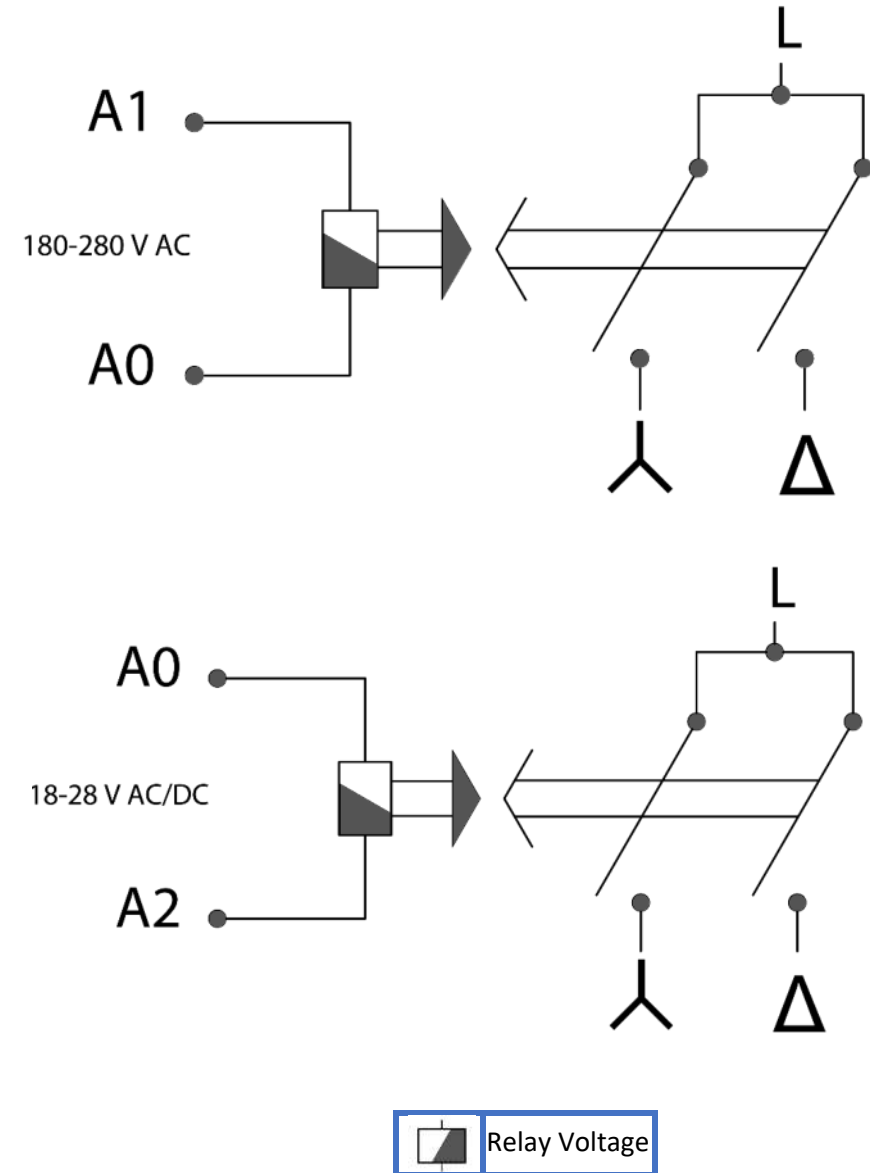 L
A1
180-280 V AC
A0
Δ
L
A0
18-28 V AC/DC
A2
Δ
Relay Voltage